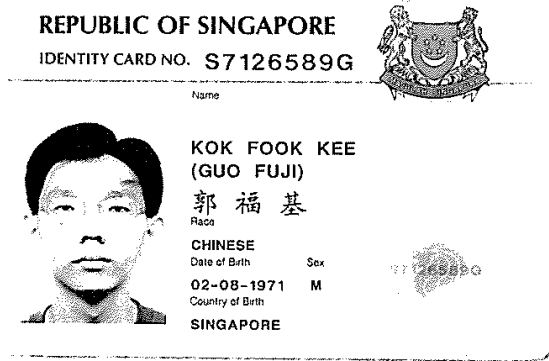 REPUBLIC OF SINGAPORE
IDENTITY CARD NO. S7126589G
Name
KOK FOOK KEE
(GUO FUJI)
郭福基
Race
CHINESE
Date of Birth Sex
02-08-1971 M
Country of Birth
SINGAPORE
S7126589G